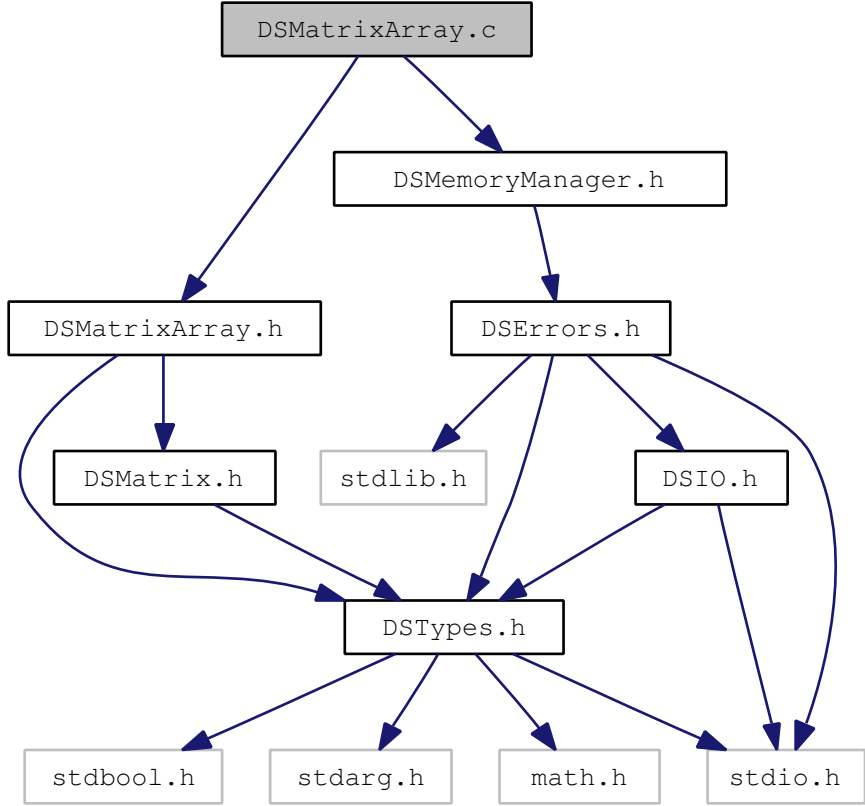 DSMatrixArray.c
DSMemoryManager.h
DSMatrixArray.h
DSErrors.h
DSMatrix.h
stdlib.h
DSIO.h
DSTypes.h
stdbool.h
stdarg.h
math.h
stdio.h